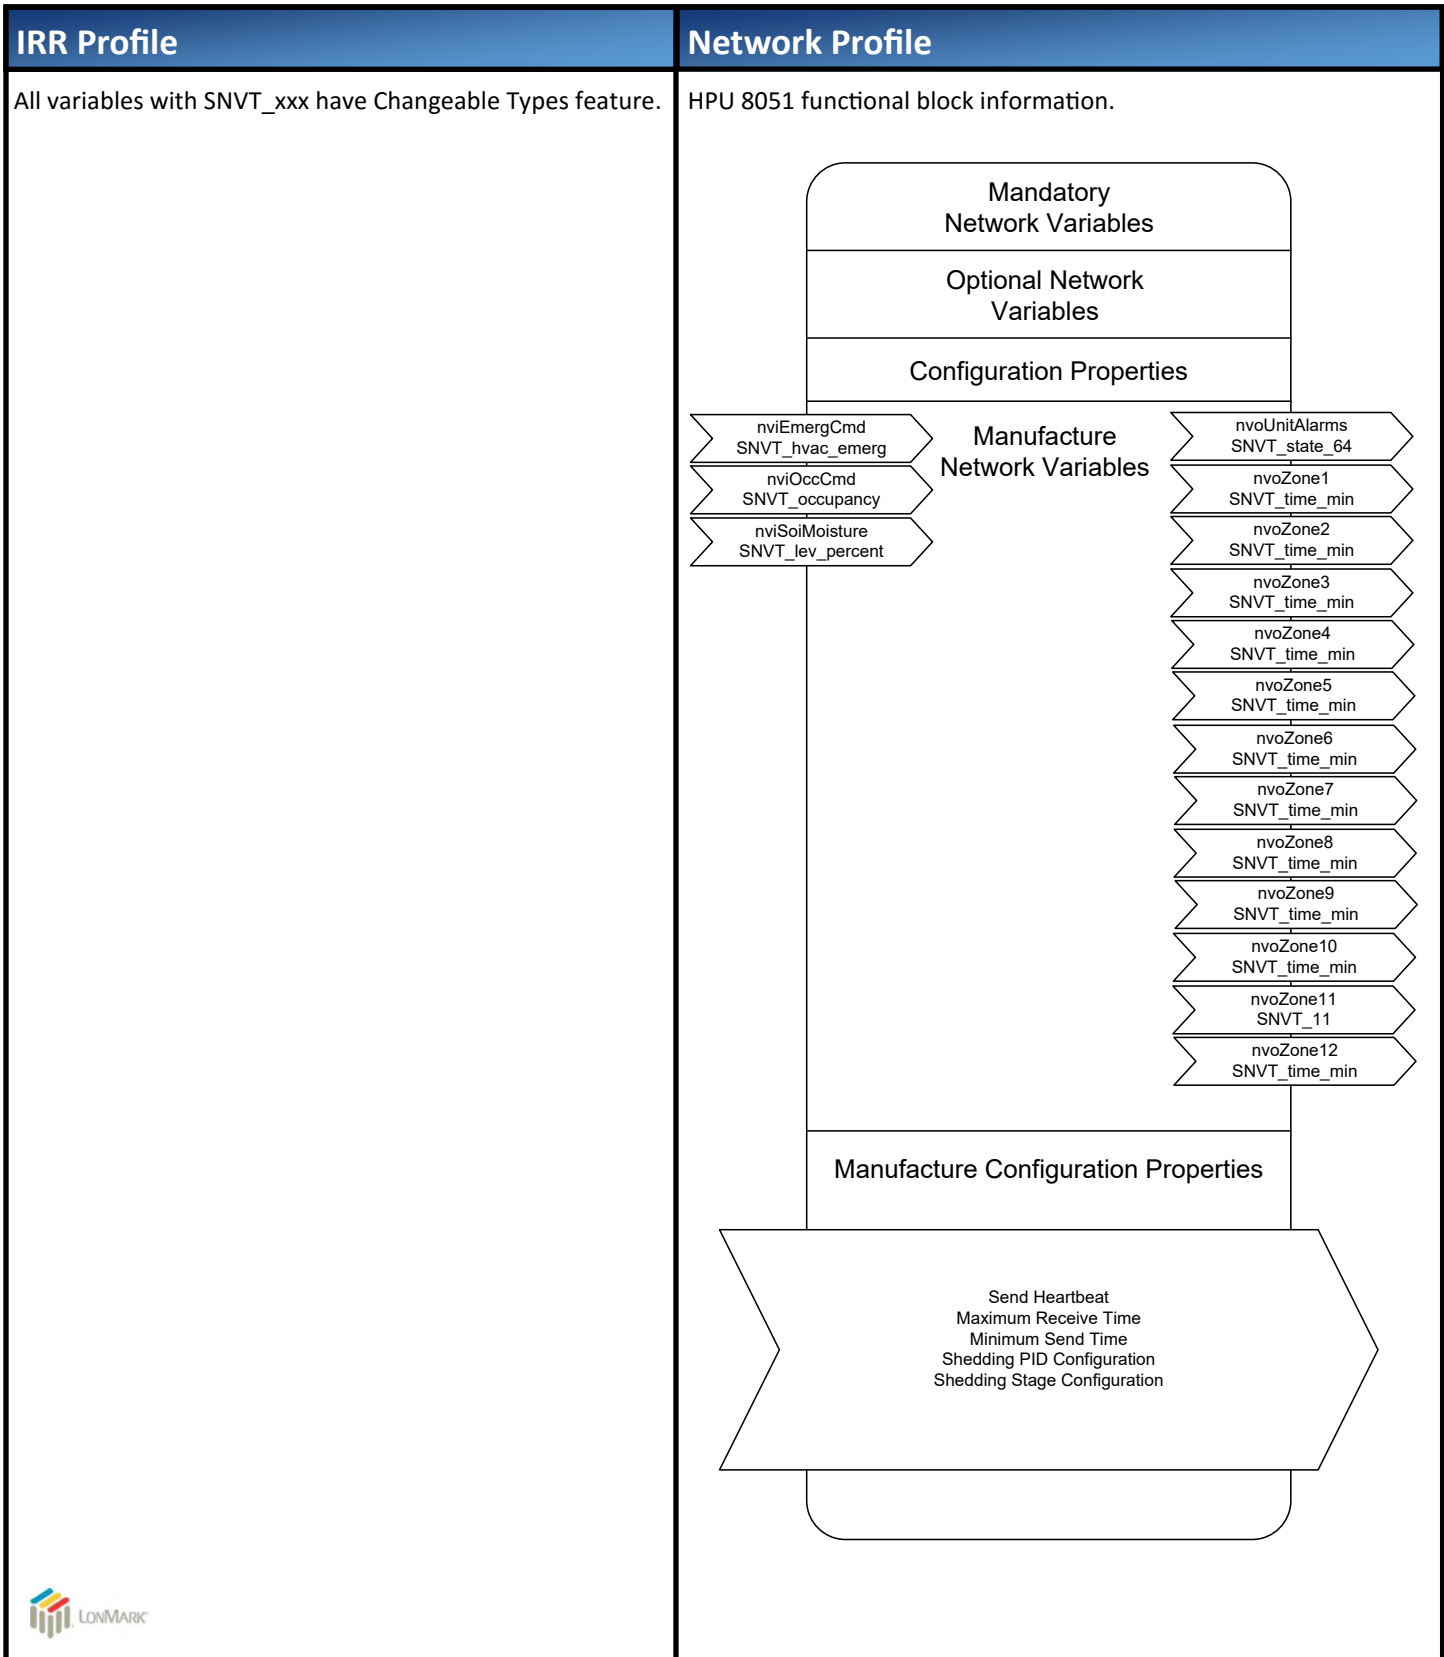 IRR Profile
Network Profile
All variables with SNVT_xxx have Changeable Types feature.
HPU 8051 functional block information.
Mandatory
Network Variables
Optional Network
Variables
Configuration Properties
Manufacture
Network Variables
nviEmergCmd
SNVT_hvac_emerg
nviOccCmd
SNVT_occupancy
nviSoiMoisture
SNVT_lev_percent
nvoUnitAlarms
SNVT_state_64
nvoZone1
SNVT_time_min
nvoZone2
SNVT_time_min
nvoZone3
SNVT_time_min
nvoZone4
SNVT_time_min
nvoZone5
SNVT_time_min
nvoZone6
SNVT_time_min
nvoZone7
SNVT_time_min
nvoZone8
SNVT_time_min
nvoZone9
SNVT_time_min
nvoZone10
SNVT_time_min
nvoZone11
SNVT_11
nvoZone12
SNVT_time_min
Manufacture Configuration Properties
Send Heartbeat
Maximum Receive Time
Minimum Send Time
Shedding PID Configuration
Shedding Stage Configuration
LONMARK